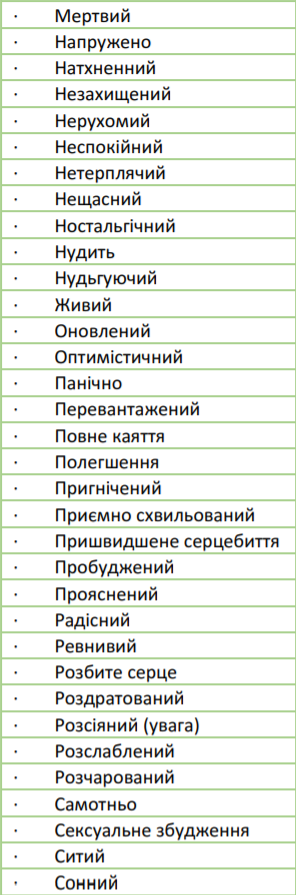 · Мертвий
· Напружено
· Натхненний
· Незахищений
· Нерухомий
· Неспокійний
· Нетерплячий
· Нещасний
· Ностальгічний
· Нудить
· Нудьгуючий
· Живий
· Оновлений
· Оптимістичний
· Панічно
· Перевантажений
· Повне каяття
· Полегшення
· Пригнічений
· Приємно схвильований
· Пришвидшене серцебиття
· Пробуджений
· Прояснений
· Радісний
· Ревнивий
· Розбите серце
· Роздратований
· Розсіяний (увага)
· Розслаблений
· Розчарований
· Самотньо
· Сексуальне збудження
· Ситий
· Сонний